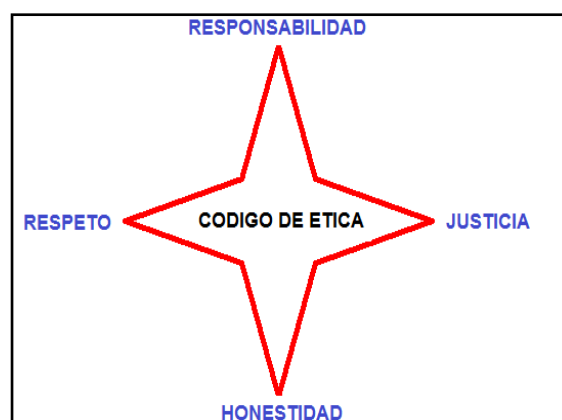 RESPONSABILIDAD
RESPETO
CODIGO DE ETICA
JUSTICIA
HONESTIDAD